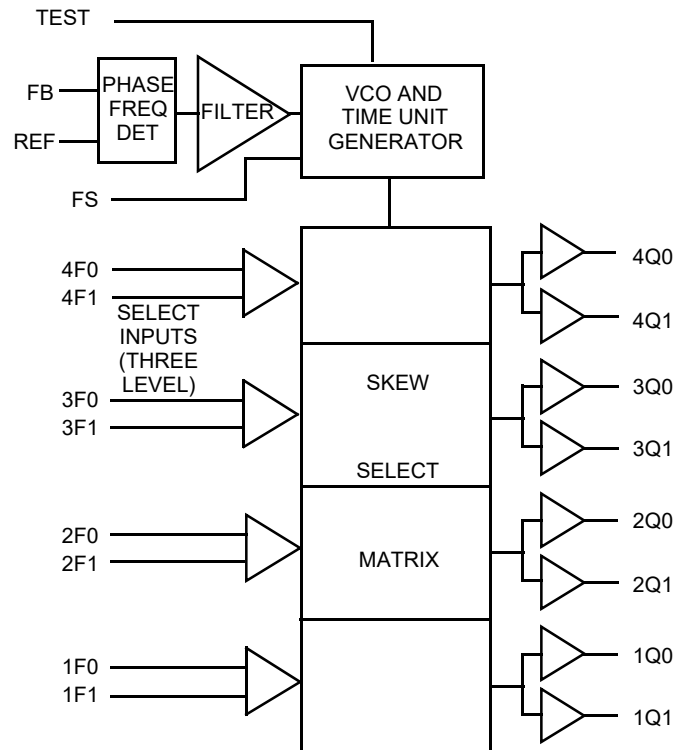 TEST
FB
REF
PHASE
FREQ
DET
FILTER
VCO AND
TIME UNIT
GENERATOR
FS
4F0
4F1
SELECT
INPUTS
(THREE
LEVEL)
3F0
3F1
2F0
2F1
1F0
1F1
SKEW
SELECT
MATRIX
4Q0
4Q1
3Q0
3Q1
2Q0
2Q1
1Q0
1Q1